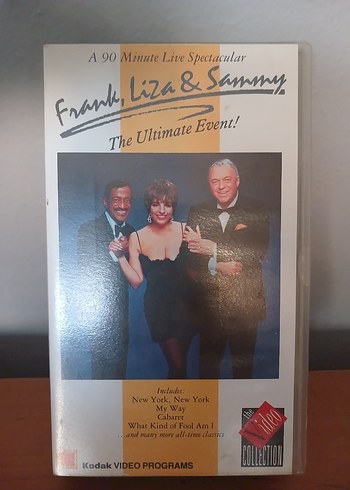 A 90 Minute Live Spectacular
Frank, Liza & Sammy
The Ultimate Event!
Includes:
New York, New York
My Way
Cabaret
What Kind of Fool Am I
...and many more all-time classics
the
Video
COLLECTION
Kodak VIDEO PROGRAMS